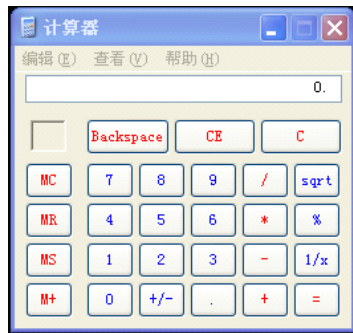 计算器
编辑(E) 查看(V) 帮助(H)
0.
Backspace CE C
MC 7 8 9 / sqrt
MR 4 5 6 * %
MS 1 2 3 - 1/x
M+ 0 +/- . + =